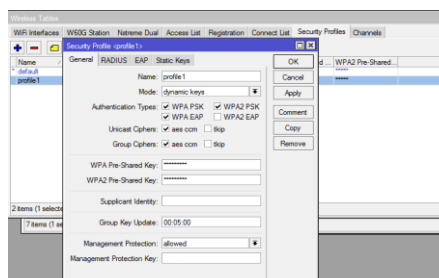 Wireless Tables
WiFi Interfaces W60G Station Nstreme Dual Access List Registration Connect List Security Profiles Channels
Security Profile <profile1>
General RADIUS EAP Static Keys
Name: profile1
Mode: dynamic keys
Authentication Types: WPA PSK WPA2 PSK
WPA EAP WPA2 EAP
Unicast Ciphers: aes ccm tkip
Group Ciphers: aes ccm tkip
WPA Pre-Shared Key: *********
WPA2 Pre-Shared Key: *********
Supplicant Identity:
Group Key Update: 00:05:00
Management Protection: allowed
Management Protection Key:
OK
Cancel
Apply
Comment
Copy
Remove
Name
* default
profile1
d ... WPA2 Pre-Shared...
*****
*****
2 items (1 selecte
7 items (1 se